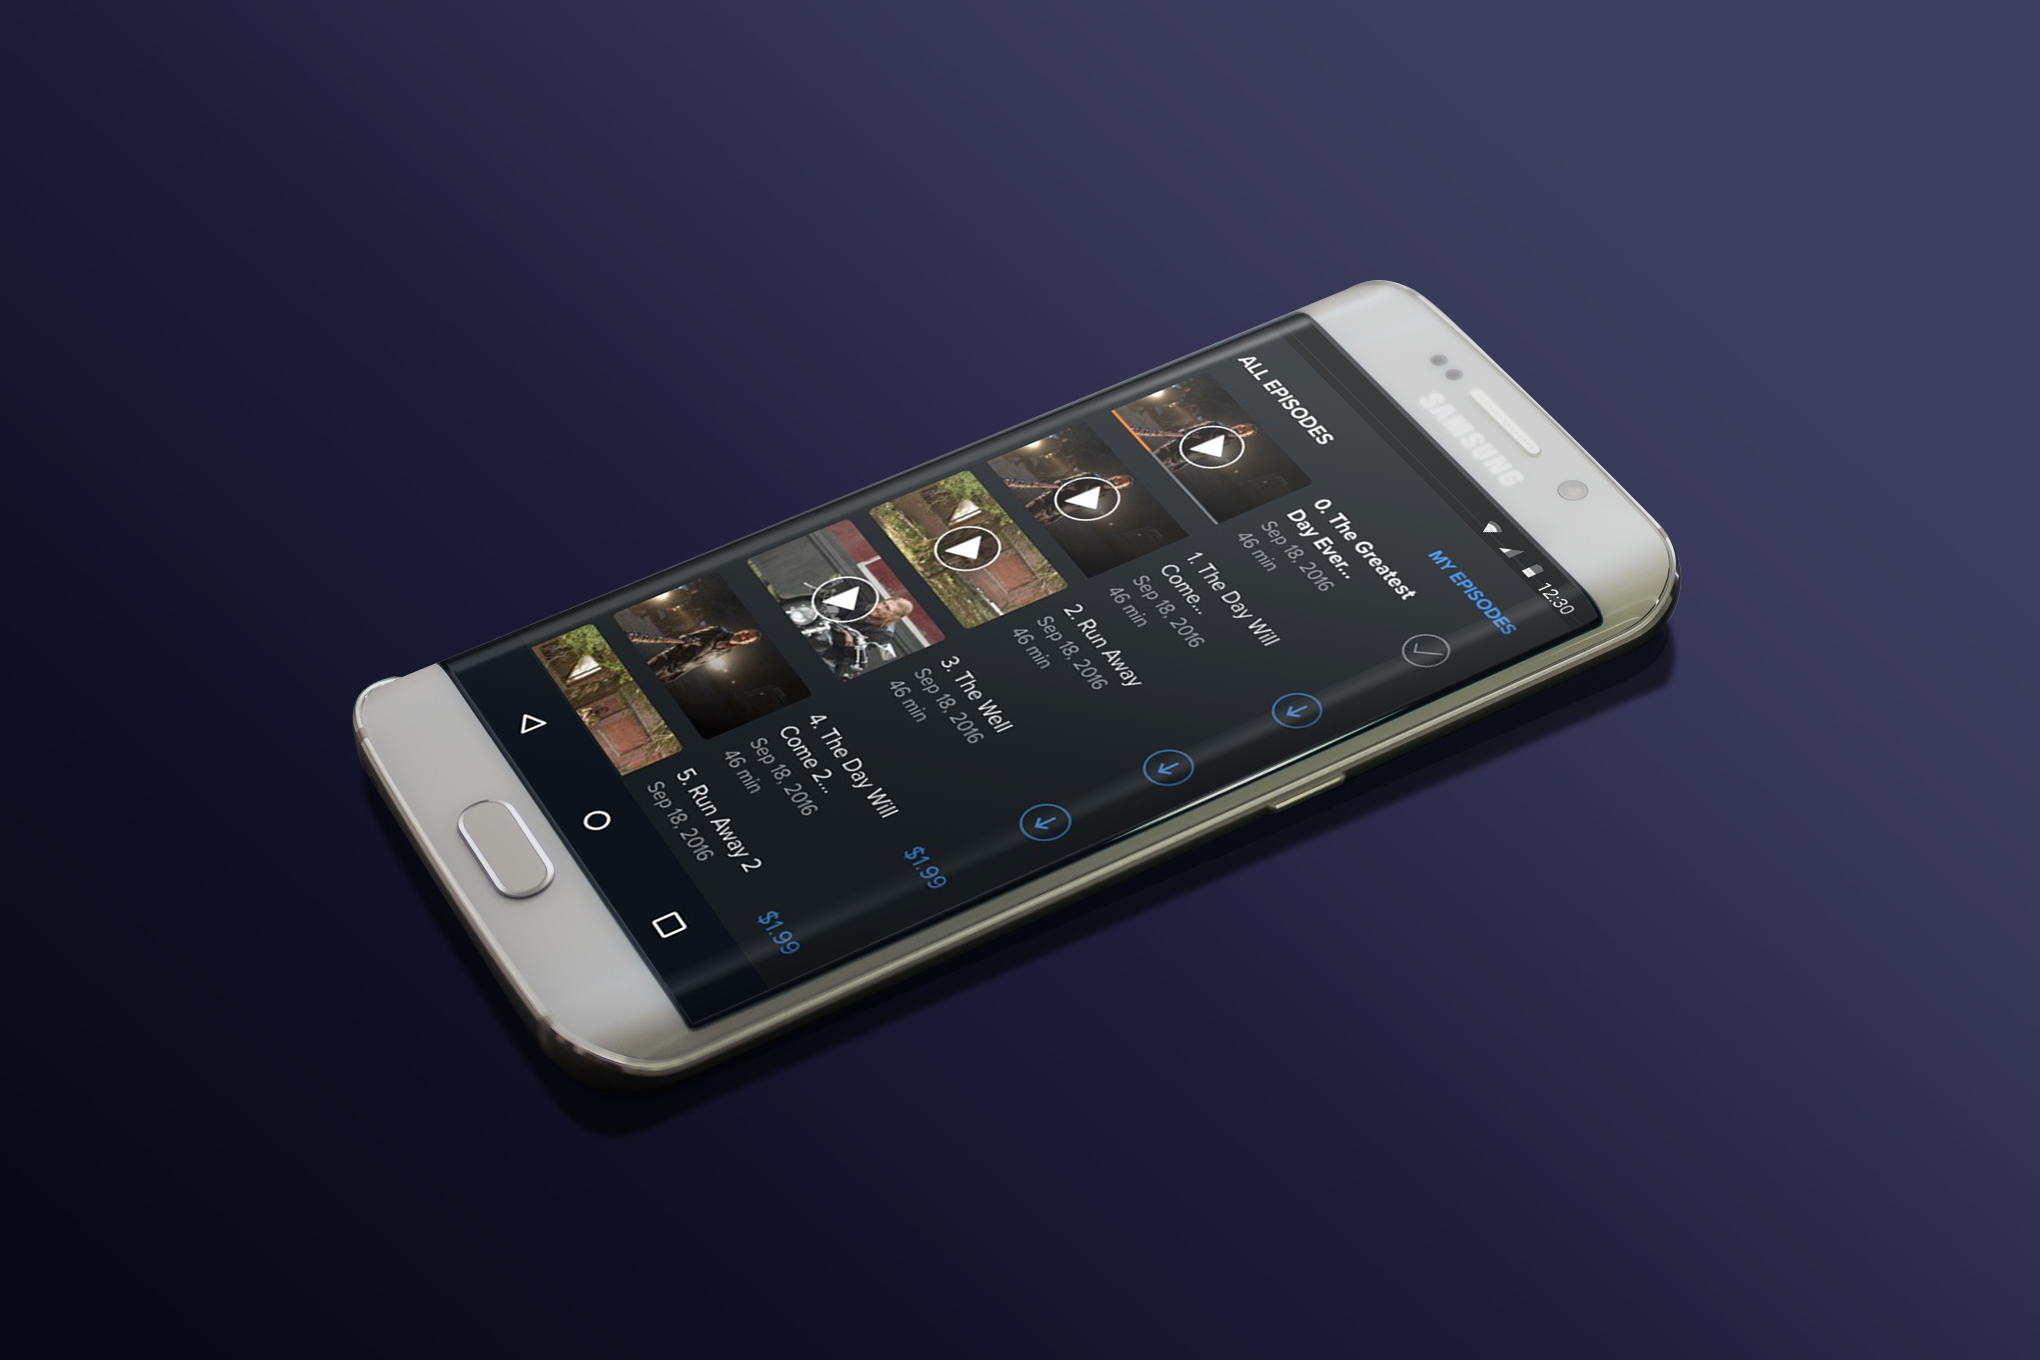 SAMSUNG
12:30
ALL EPISODES
MY EPISODES
0. The Greatest
Day Ever...
Sep 18, 2016
46 min
1. The Day Will
Come...
Sep 18, 2016
46 min
2. Run Away
Sep 18, 2016
46 min
3. The Well
Sep 18, 2016
46 min
4. The Day Will
Come 2...
Sep 18, 2016
46 min
$1.99
5. Run Away 2
Sep 18, 2016
$1.99